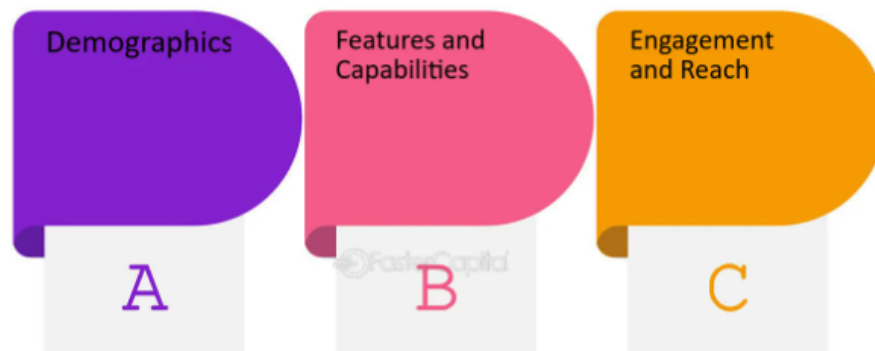 Demographics
Features and
Capabilities
Engagement
and Reach
FasterCapital
A
B
C